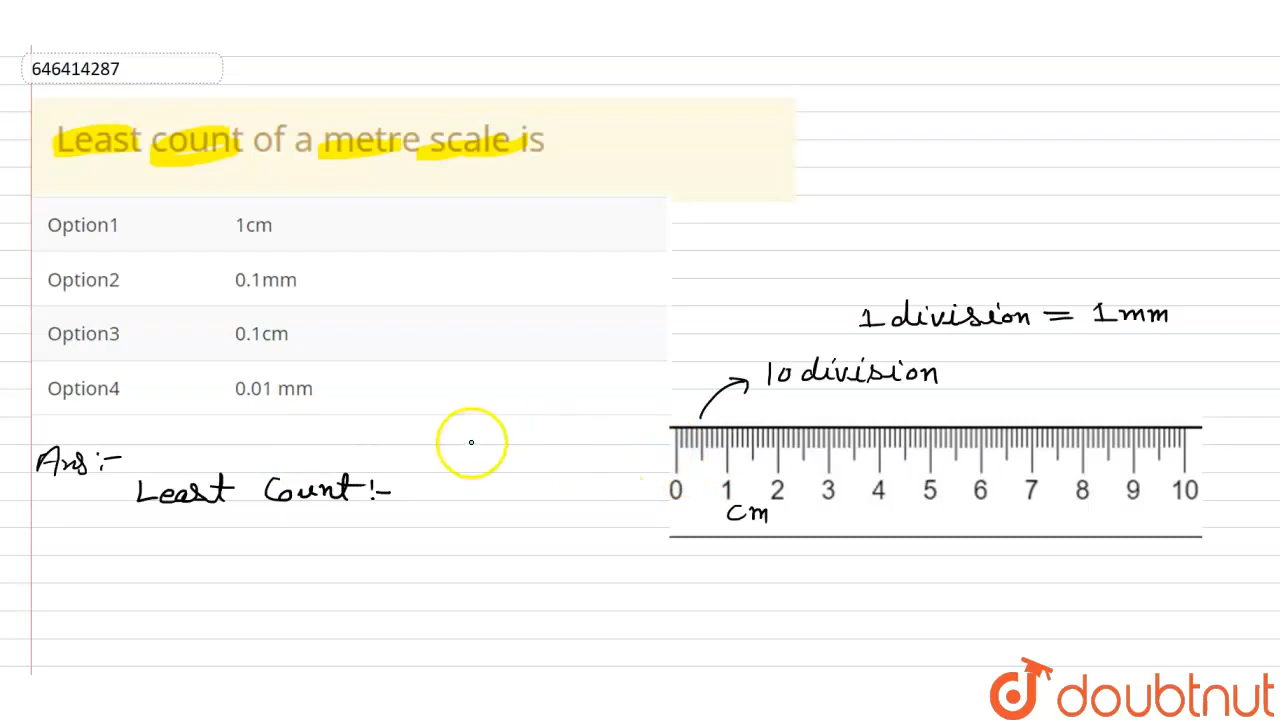 646414287
Least count of a metre scale is
Option1 1cm
Option2 0.1mm
Option3 0.1cm
Option4 0.01 mm
1 division = 1 mm
10 division
Ans :-
Least Count :-
0 1 2 3 4 5 6 7 8 9 10
cm
doubtnut